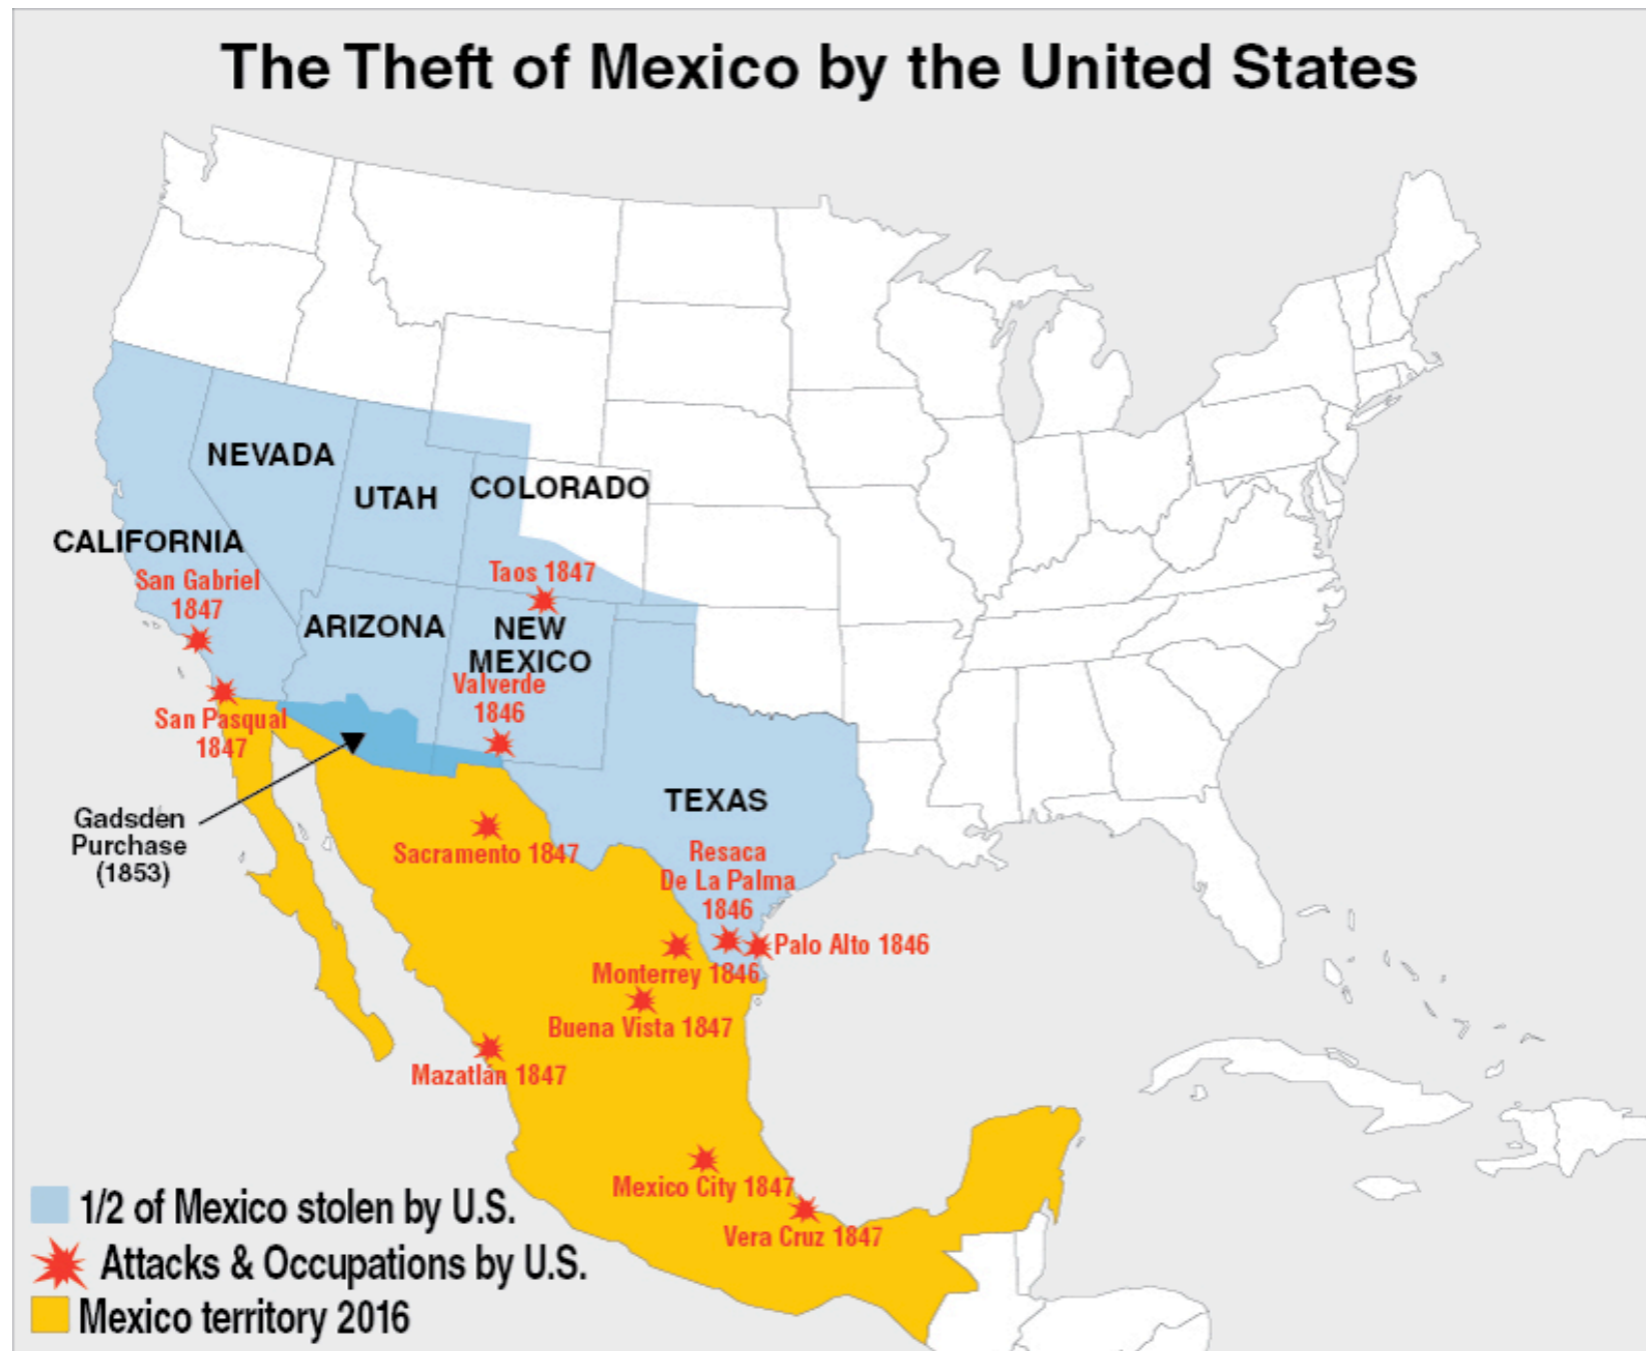 The Theft of Mexico by the United States
NEVADA
UTAH
COLORADO
CALIFORNIA
San Gabriel
1847
Taos 1847
ARIZONA
NEW
MEXICO
Valverde
1846
San Pasqual
1847
Gadsden
Purchase
(1853)
TEXAS
Sacramento 1847
Resaca
De La Palma
1846
Palo Alto 1846
Monterrey 1846
Buena Vista 1847
Mazatlán 1847
Mexico City 1847
Vera Cruz 1847
1/2 of Mexico stolen by U.S.
Attacks & Occupations by U.S.
Mexico territory 2016